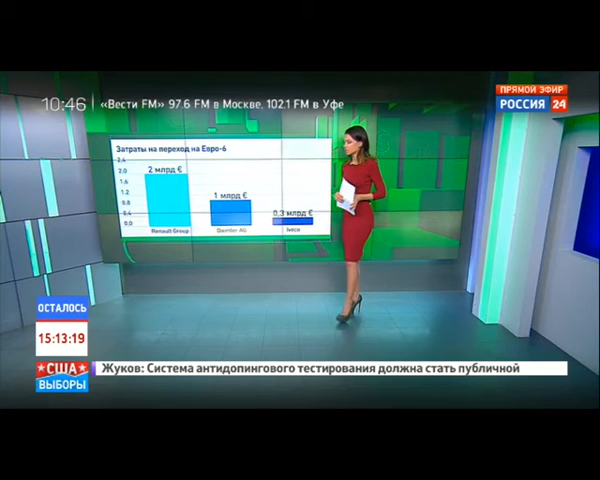 10:46 «Вести FM» 97.6 FM в Москве, 102.1 FM в Уфе
ПРЯМОЙ ЭФИР
РОССИЯ 24
Затраты на переход на Евро-6
2,4
2,0
1,6
1,2
0,8
0,4
0,0
2 млрд €
1 млрд €
0,3 млрд €
Renault Group
Daimler AG
Iveco
ОСТАЛОСЬ
15:13:19
США
ВЫБОРЫ
Жуков: Система антидопингового тестирования должна стать публичной